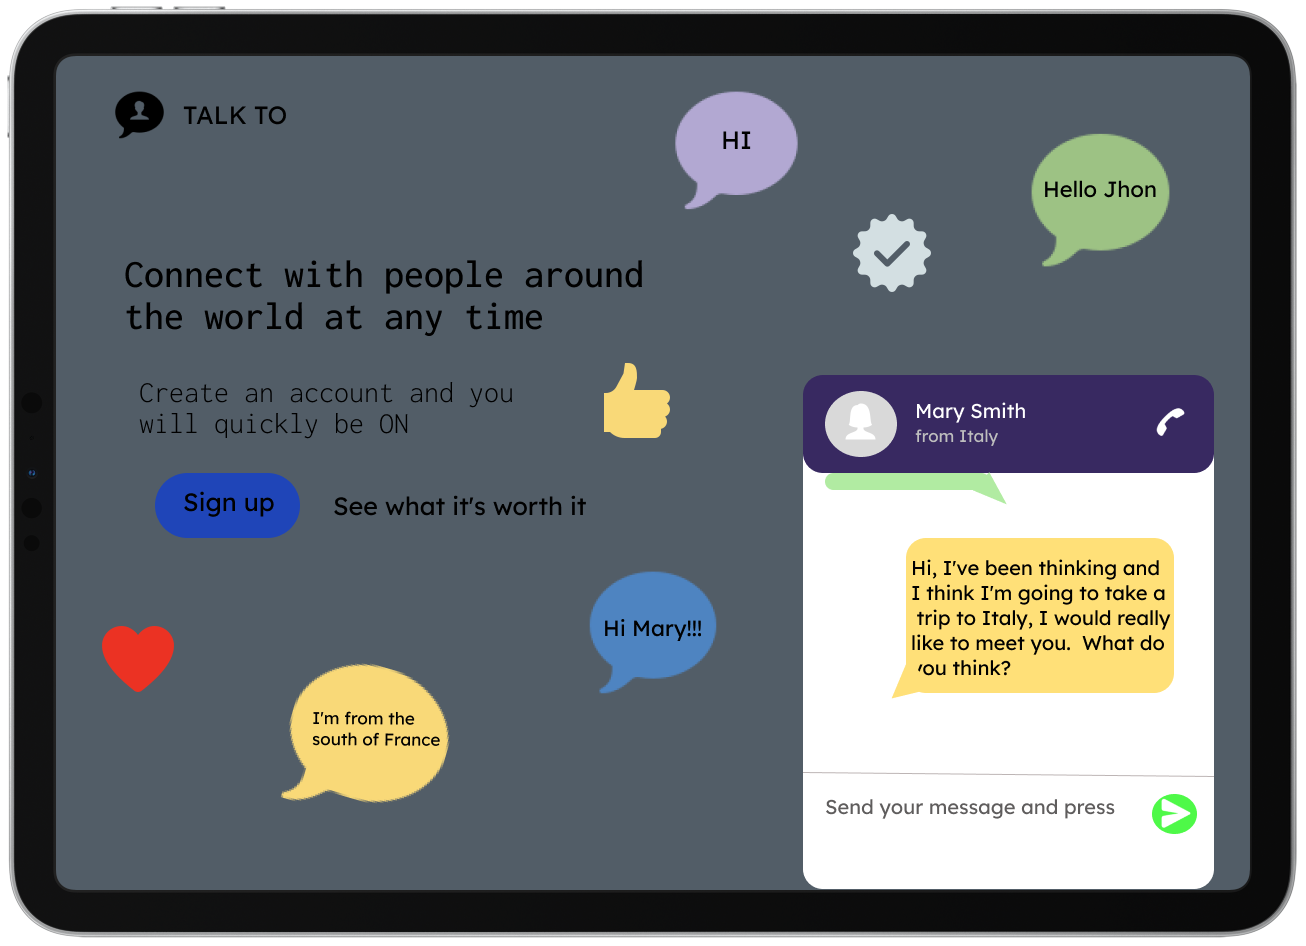 TALK TO
HI
Hello Jhon
Connect with people around
the world at any time
Create an account and you
will quickly be ON
Sign up
See what it's worth it
Mary Smith
from Italy
Hi, I've been thinking and
I think I'm going to take a
trip to Italy, I would really
like to meet you. What do
you think?
Hi Mary!!!
I'm from the
south of France
Send your message and press